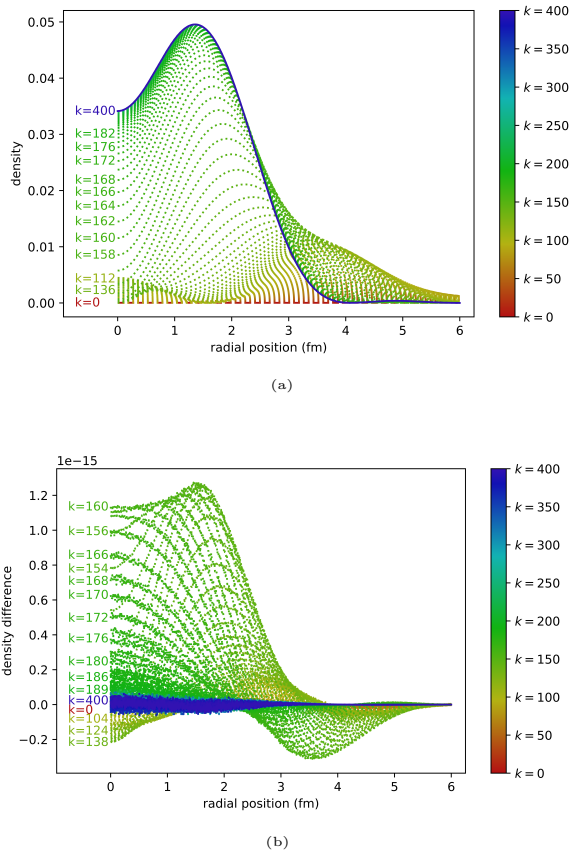 0.05
0.04
0.03
0.02
0.01
0.00
density
k=400
k=182
k=176
k=172
k=168
k=166
k=164
k=162
k=160
k=158
k=112
k=136
k=0
0 1 2 3 4 5 6
radial position (fm)
k = 400
k = 350
k = 300
k = 250
k = 200
k = 150
k = 100
k = 50
k = 0
(a)
1e−15
1.2
1.0
0.8
0.6
0.4
0.2
0.0
−0.2
density difference
k=160
k=156
k=166
k=154
k=168
k=170
k=172
k=176
k=180
k=186
k=189
k=400
k=0
k=104
k=124
k=138
0 1 2 3 4 5 6
radial position (fm)
k = 400
k = 350
k = 300
k = 250
k = 200
k = 150
k = 100
k = 50
k = 0
(b)